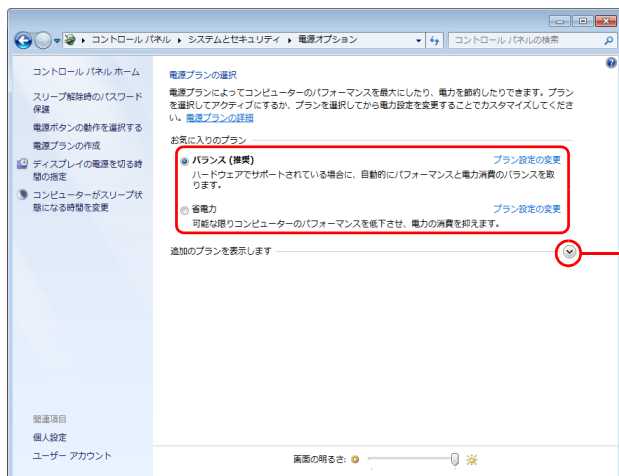 コントロール パネル ▸ システムとセキュリティ ▸ 電源オプション
コントロール パネルの検索
コントロール パネル ホーム
スリープ解除時のパスワード
保護
電源ボタンの動作を選択する
電源プランの作成
ディスプレイの電源を切る時
間の指定
コンピューターがスリープ状
態になる時間を変更
関連項目
個人設定
ユーザー アカウント
電源プランの選択
電源プランによってコンピューターのパフォーマンスを最大にしたり、電力を節約したりできます。プラン
を選択してアクティブにするか、プランを選択してから電力設定を変更することでカスタマイズしてくださ
い。電源プランの詳細
お気に入りのプラン
バランス (推奨) プラン設定の変更
ハードウェアでサポートされている場合に、自動的にパフォーマンスと電力消費のバランスを取
ります。
省電力 プラン設定の変更
可能な限りコンピューターのパフォーマンスを低下させ、電力の消費を抑えます。
追加のプランを表示します
画面の明るさ: